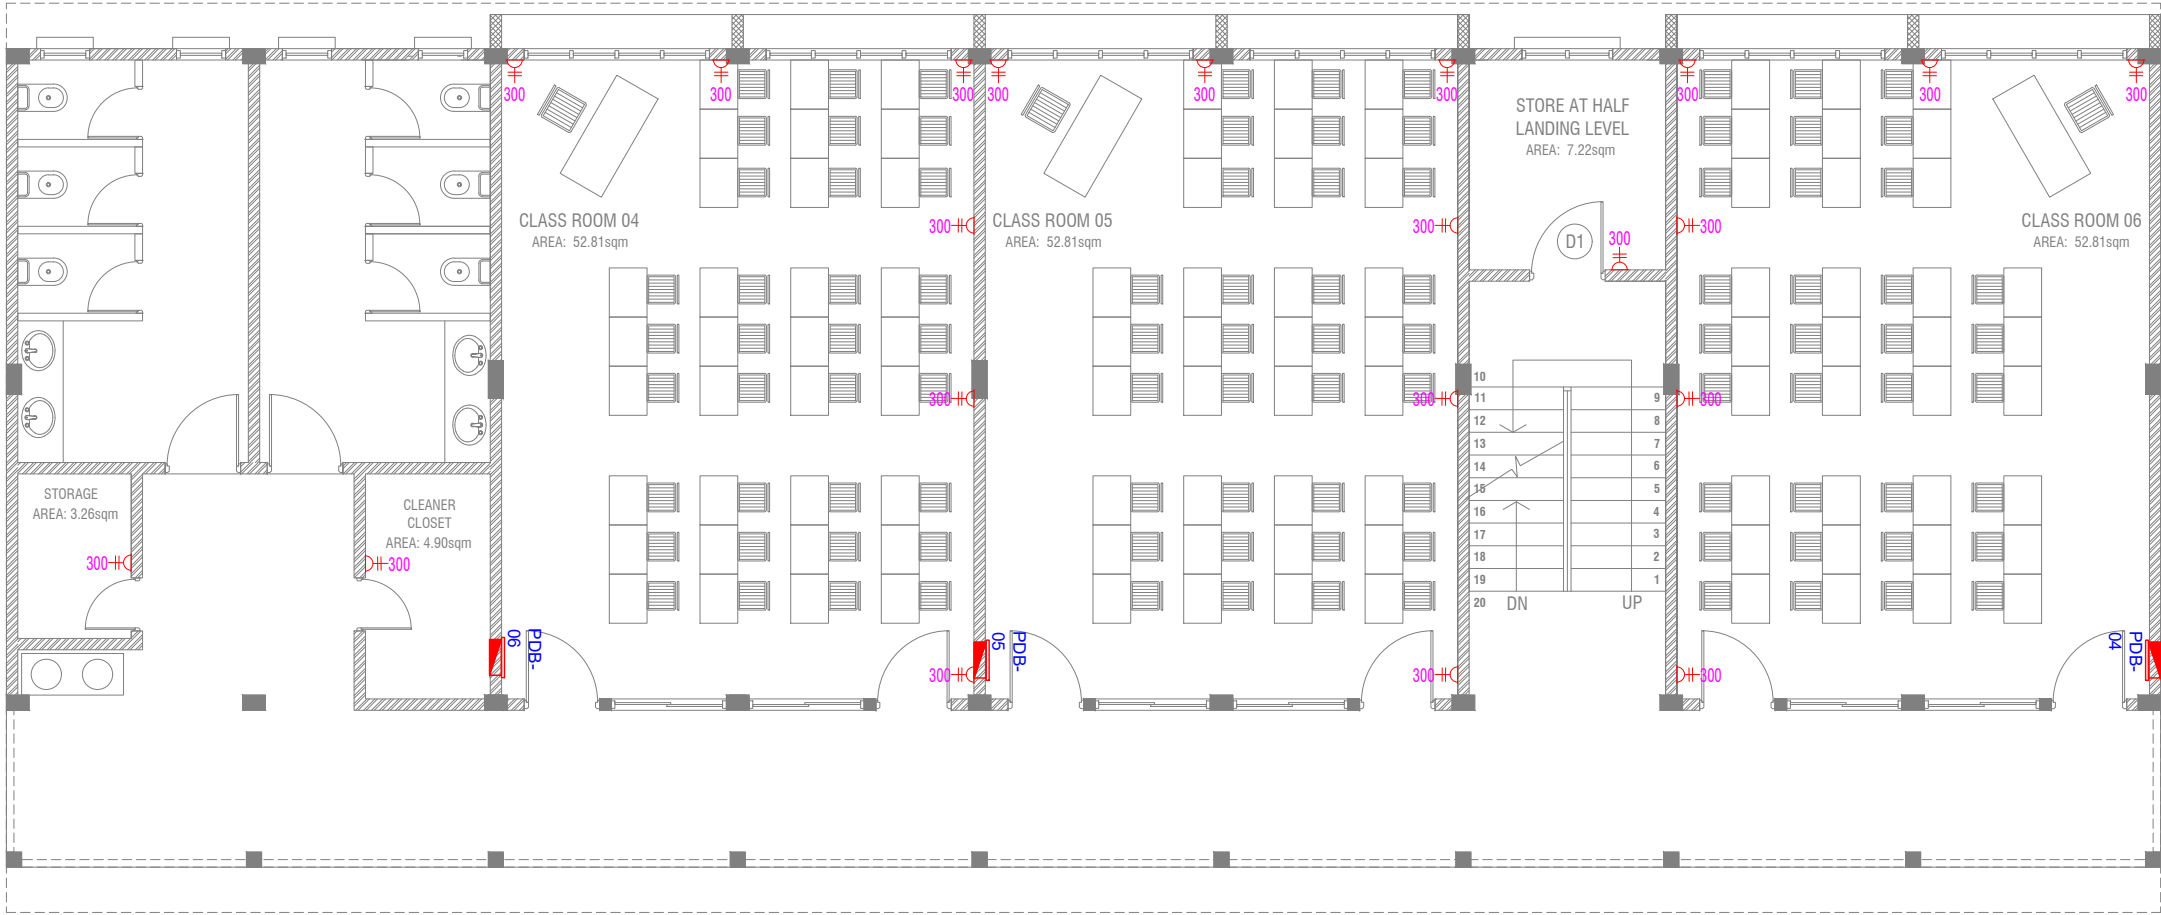 300
300
300
300
300
300
300
300
300
STORE AT HALF
LANDING LEVEL
AREA: 7.22sqm
CLASS ROOM 04
AREA: 52.81sqm
300
CLASS ROOM 05
AREA: 52.81sqm
300
D1
300
300
CLASS ROOM 06
AREA: 52.81sqm
300
300
300
10
11
12
13
14
15
16
17
18
19
20
9
8
7
6
5
4
3
2
1
DN
UP
STORAGE
AREA: 3.26sqm
CLEANER
CLOSET
AREA: 4.90sqm
300
300
PDB-
06
PDB-
05
PDB-
04
300
300
300